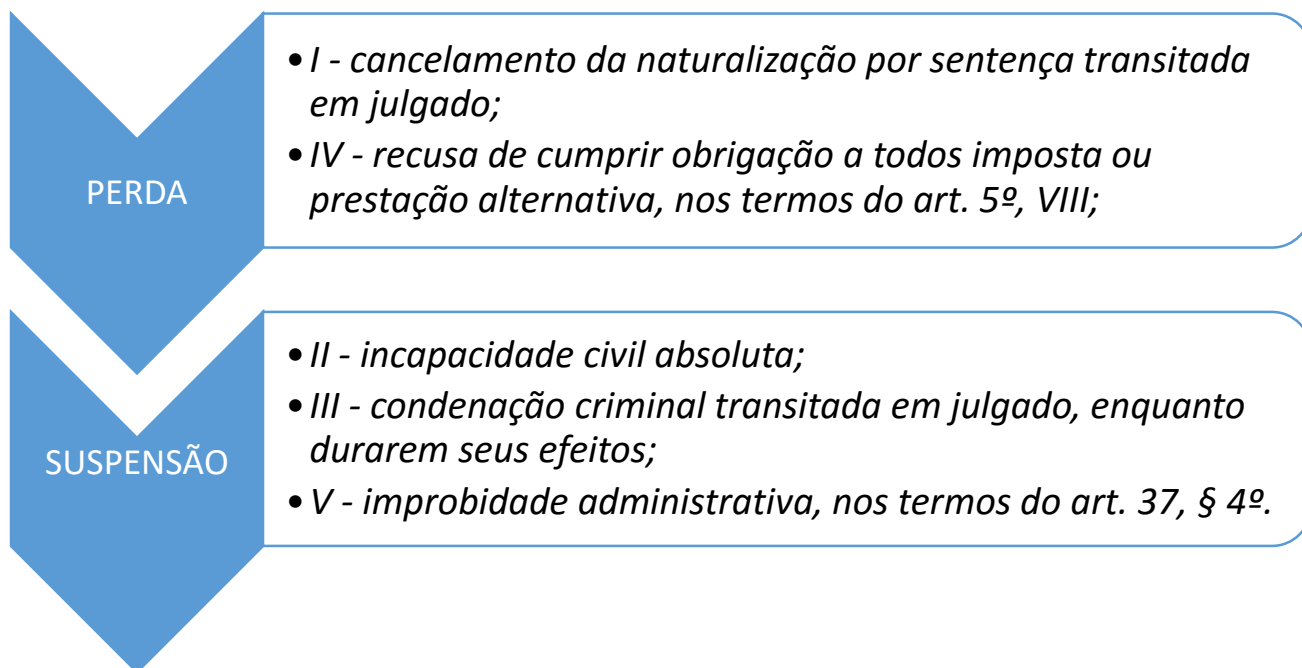 PERDA
• I - cancelamento da naturalização por sentença transitada
em julgado;
• IV - recusa de cumprir obrigação a todos imposta ou
prestação alternativa, nos termos do art. 5º, VIII;
SUSPENSÃO
• II - incapacidade civil absoluta;
• III - condenação criminal transitada em julgado, enquanto
durarem seus efeitos;
• V - improbidade administrativa, nos termos do art. 37, § 4º.